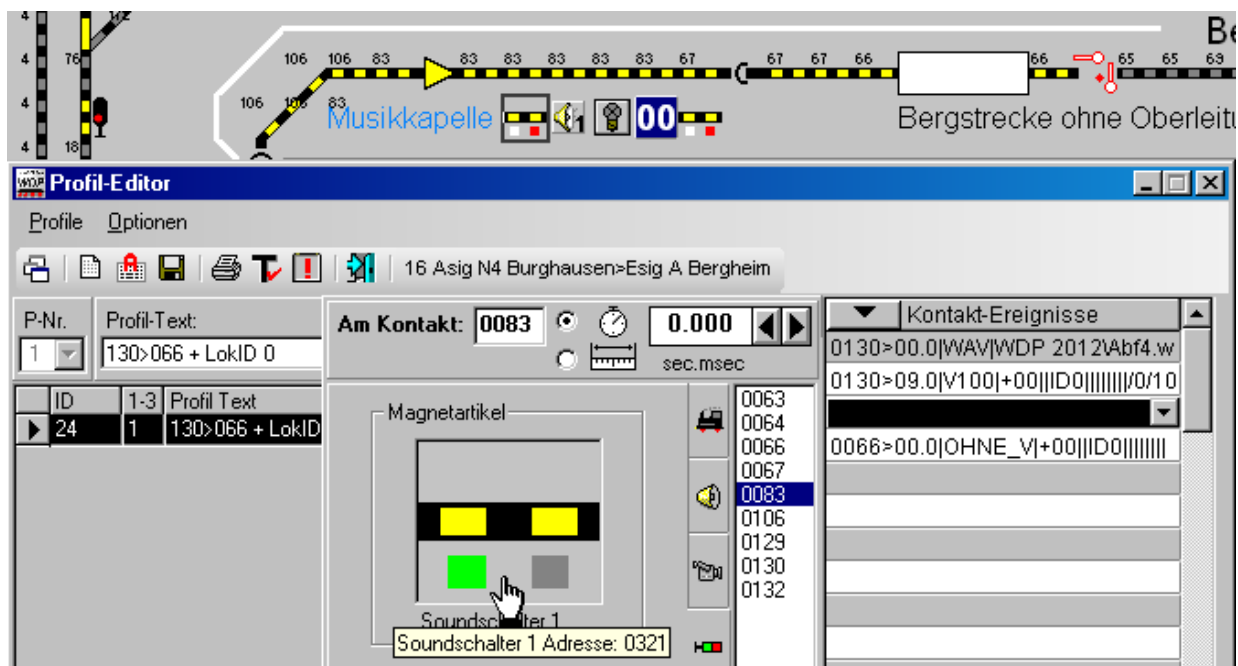 4 W2 Be
4 76 106 106 83 83 83 83 83 83 67 67 67 66 66 65 65 69
4 106 106 83 Musikkapelle 1 00 Bergstrecke ohne Oberleitu
4 18
WDP Profil-Editor
Profile Optionen
16 Asig N4 Burghausen>Esig A Bergheim
P-Nr. Profil-Text: Am Kontakt: 0083 0.000 Kontakt-Ereignisse
1 130>066 + LokID 0 sec.msec 0130>00.0|WAV|WDP 2012\Abf4.w
0130>09.0|V100|+00||ID0||||||||/0/10
ID 1-3 Profil Text
24 1 130>066 + LokID
0066>00.0|OHNE_V|+00||ID0||||||||
Magnetartikel
0063
0064
0066
0067
0083
0106
0129
0130
0132
Soundschalter 1
Soundschalter 1 Adresse: 0321